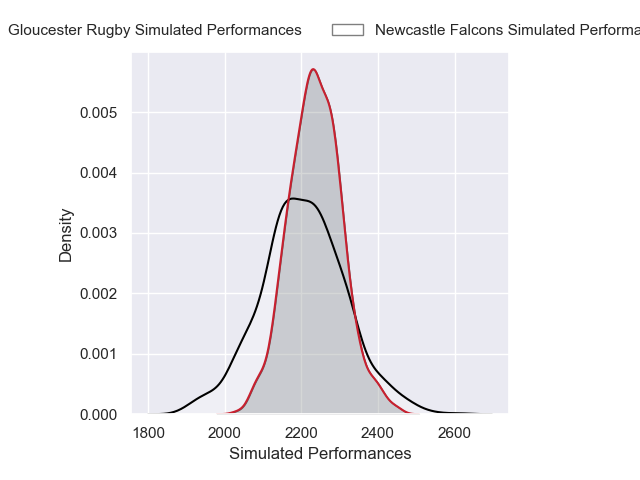 Gloucester Rugby Simulated Performances
Newcastle Falcons Simulated Performa
0.005
0.004
0.003
0.002
0.001
0.000
Density
1800 2000 2200 2400 2600
Simulated Performances